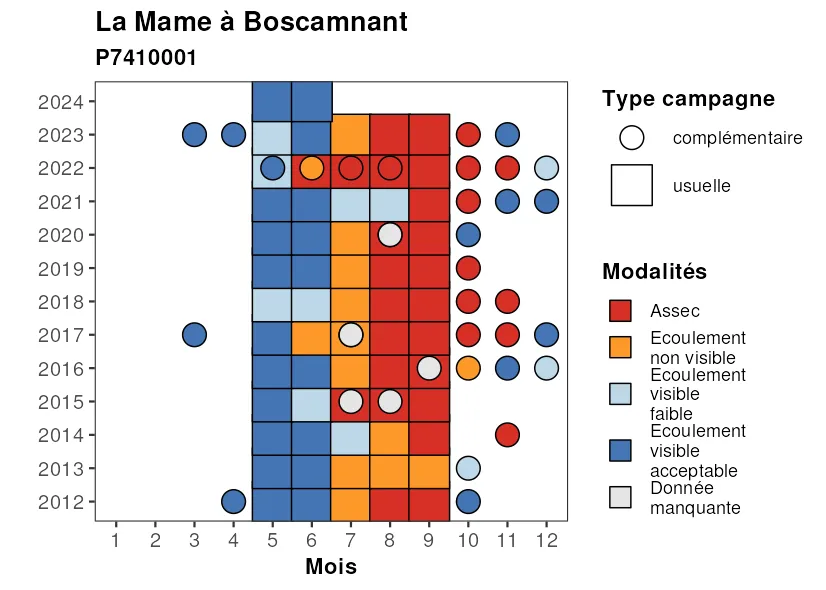 La Mame à Boscamnant
P7410001
2024
2023
2022
2021
2020
2019
2018
2017
2016
2015
2014
2013
2012
1 2 3 4 5 6 7 8 9 10 11 12
Mois
Type campagne
complémentaire
usuelle
Modalités
Assec
Ecoulement
non visible
Ecoulement
visible
faible
Ecoulement
visible
acceptable
Donnée
manquante